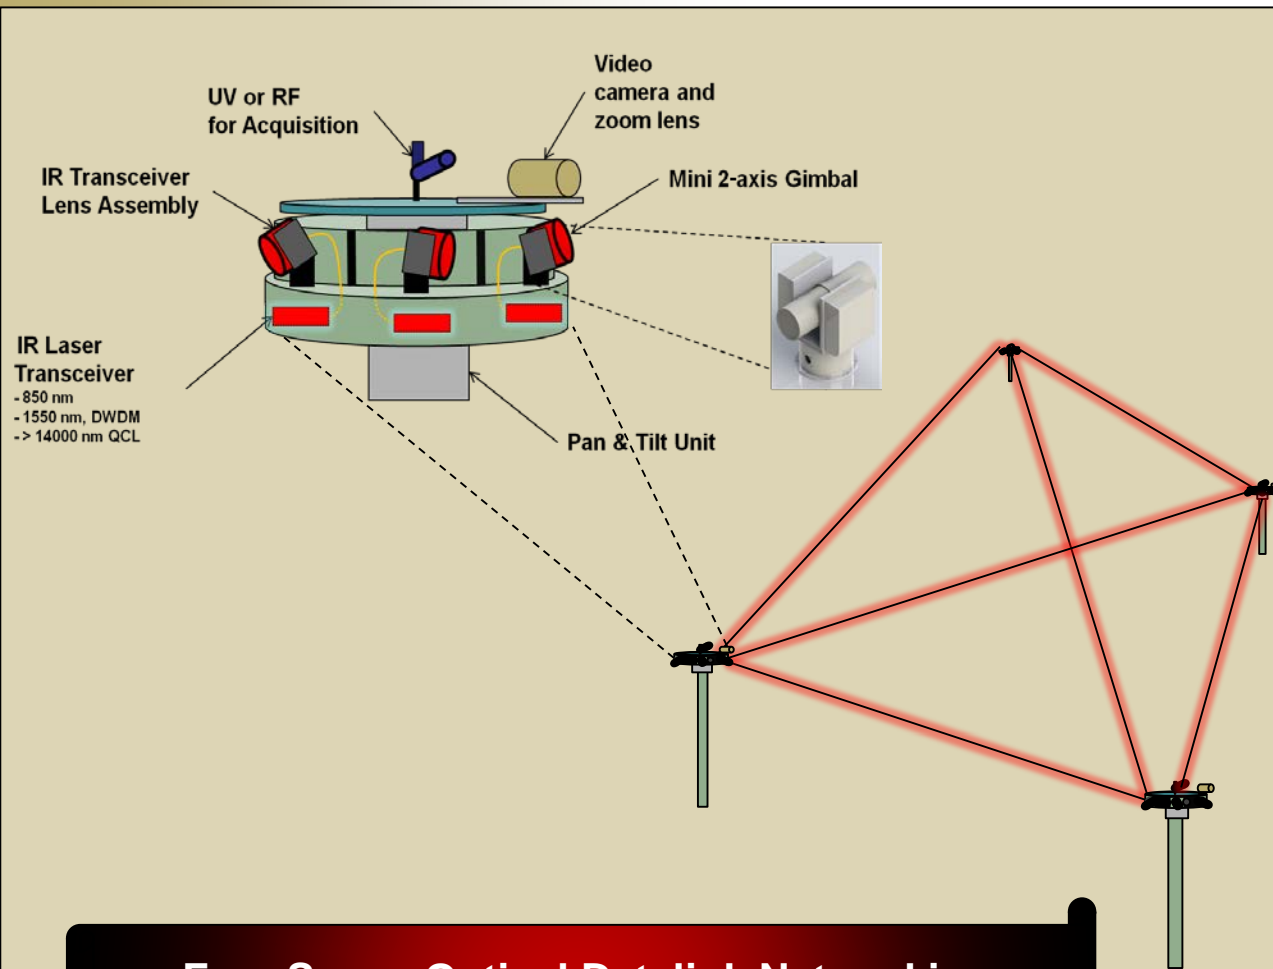 Video
camera and
zoom lens
UV or RF
for Acquisition
IR Transceiver
Lens Assembly
Mini 2-axis Gimbal
IR Laser
Transceiver
- 850 nm
- 1550 nm, DWDM
- > 14000 nm QCL
Pan & Tilt Unit